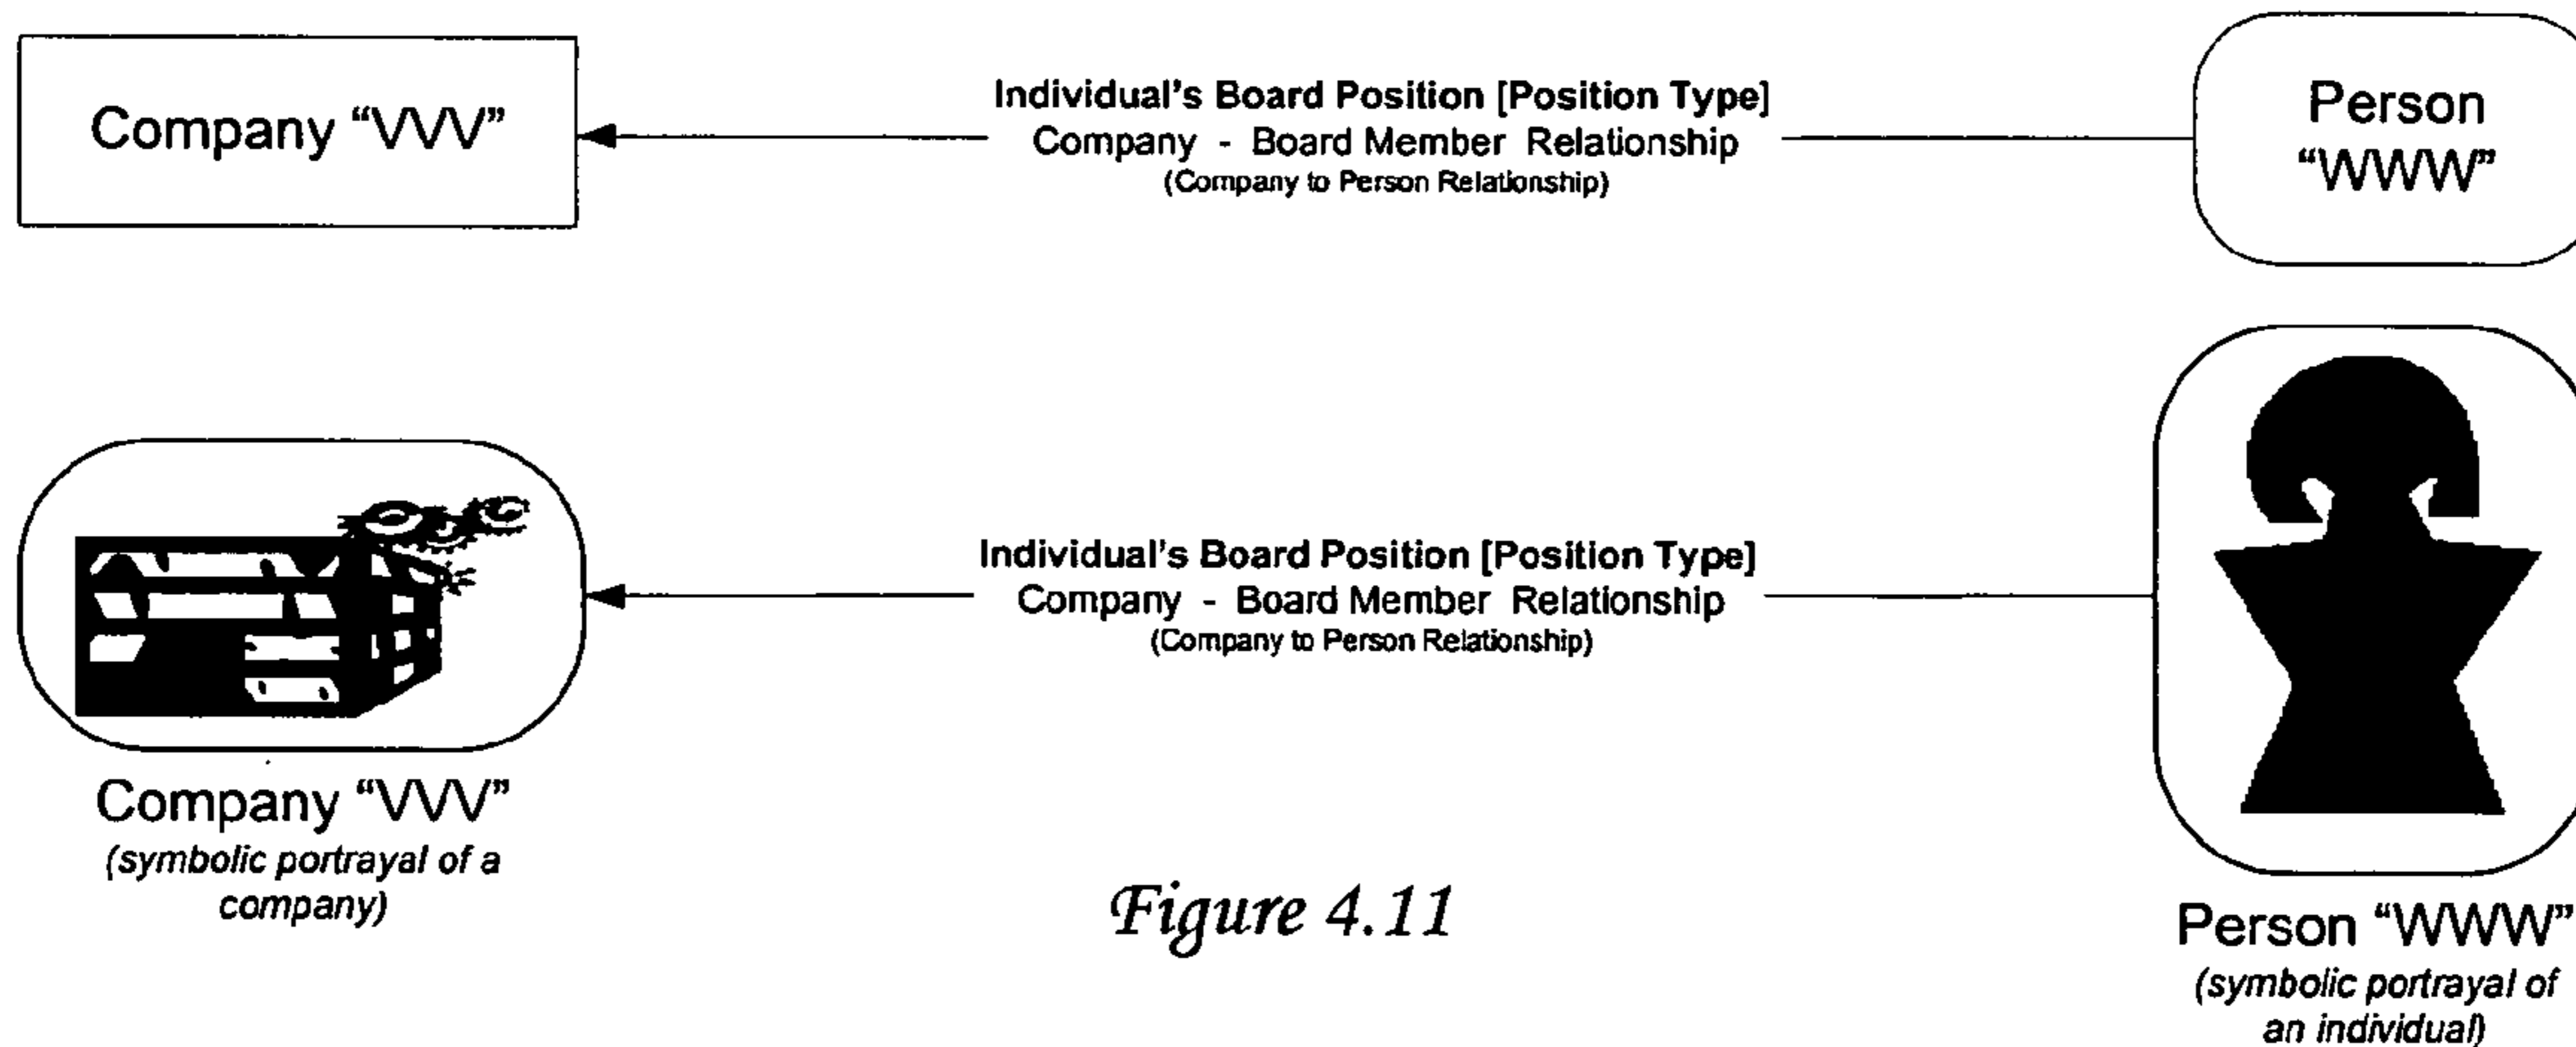 Company “VVV”
Individual's Board Position [Position Type]
Company - Board Member Relationship
(Company to Person Relationship)
Person
“WWW”
Individual's Board Position [Position Type]
Company - Board Member Relationship
(Company to Person Relationship)
Company “VVV”
(symbolic portrayal of a
company)
Figure 4.11
Person “WWW”
(symbolic portrayal of
an individual)